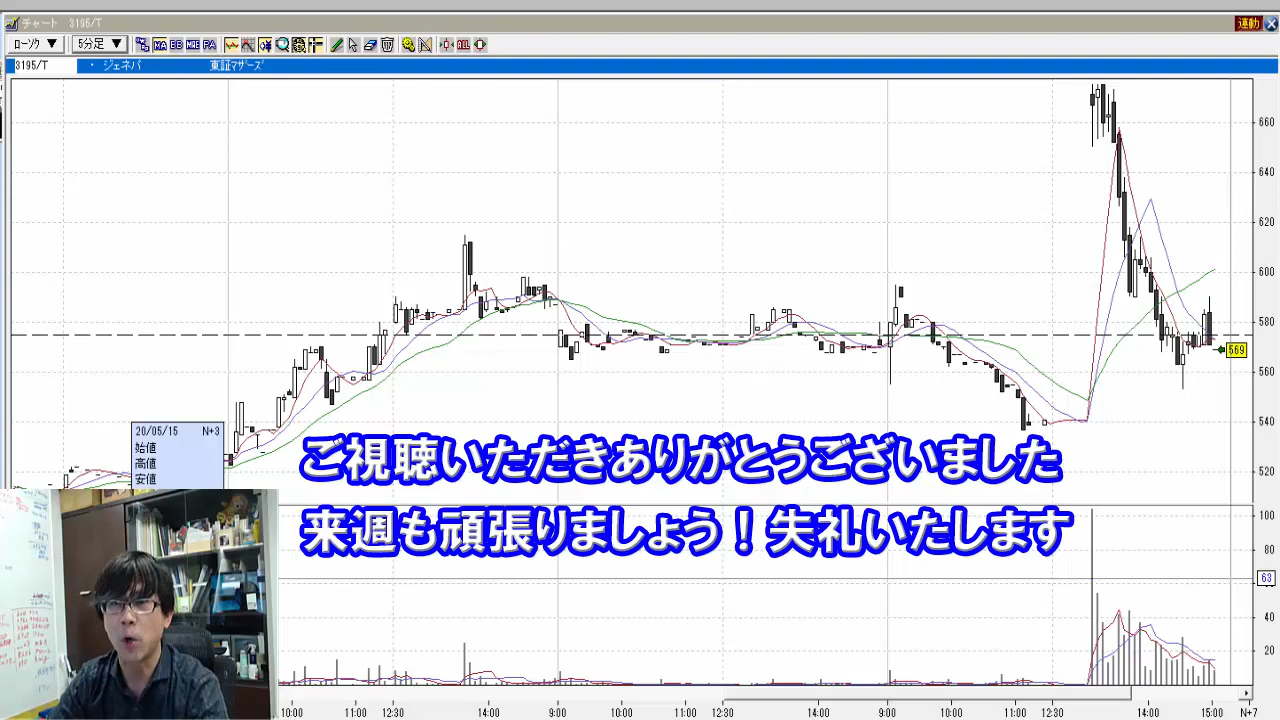 チャート 3195/T
連動
ローソク ▼ 5分足 ▼ MA BB PA
3195/T ・ ジェネパ 東証マザーズ
660
640
620
600
580
569
560
540
520
20/05/15 N+3
始値
高値
安値
ご視聴いただきありがとうございました
来週も頑張りましょう！失礼いたします
100
80
63
40
20
10:00 11:00 12:30 14:00 9:00 10:00 11:00 12:30 14:00 9:00 10:00 11:00 12:30 14:00 15:00 N+7